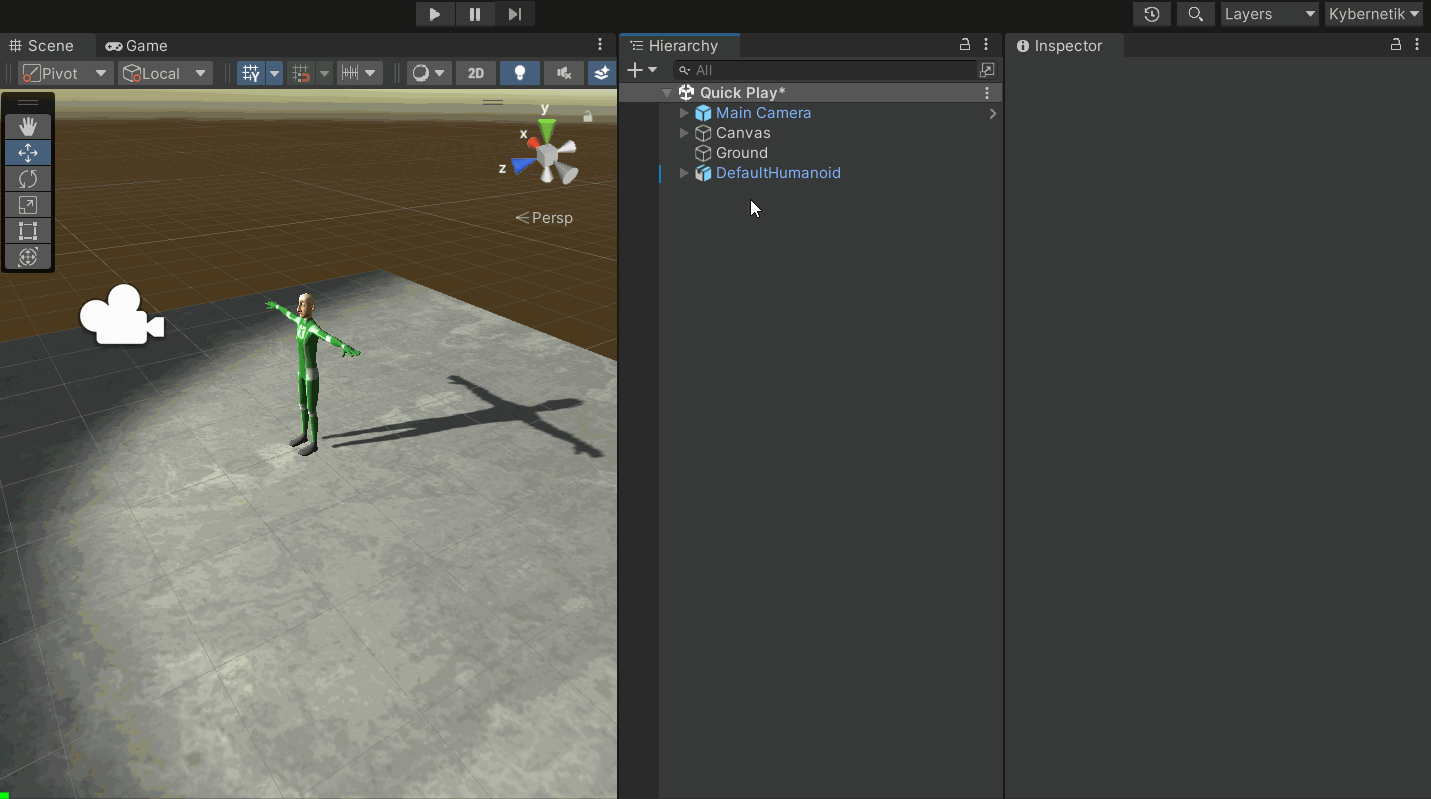 Layers
Kybernetik
Scene
Game
Hierarchy
Inspector
Pivot
Local
2D
All
Quick Play*
Main Camera
Canvas
Ground
DefaultHumanoid
y
x
z
Persp